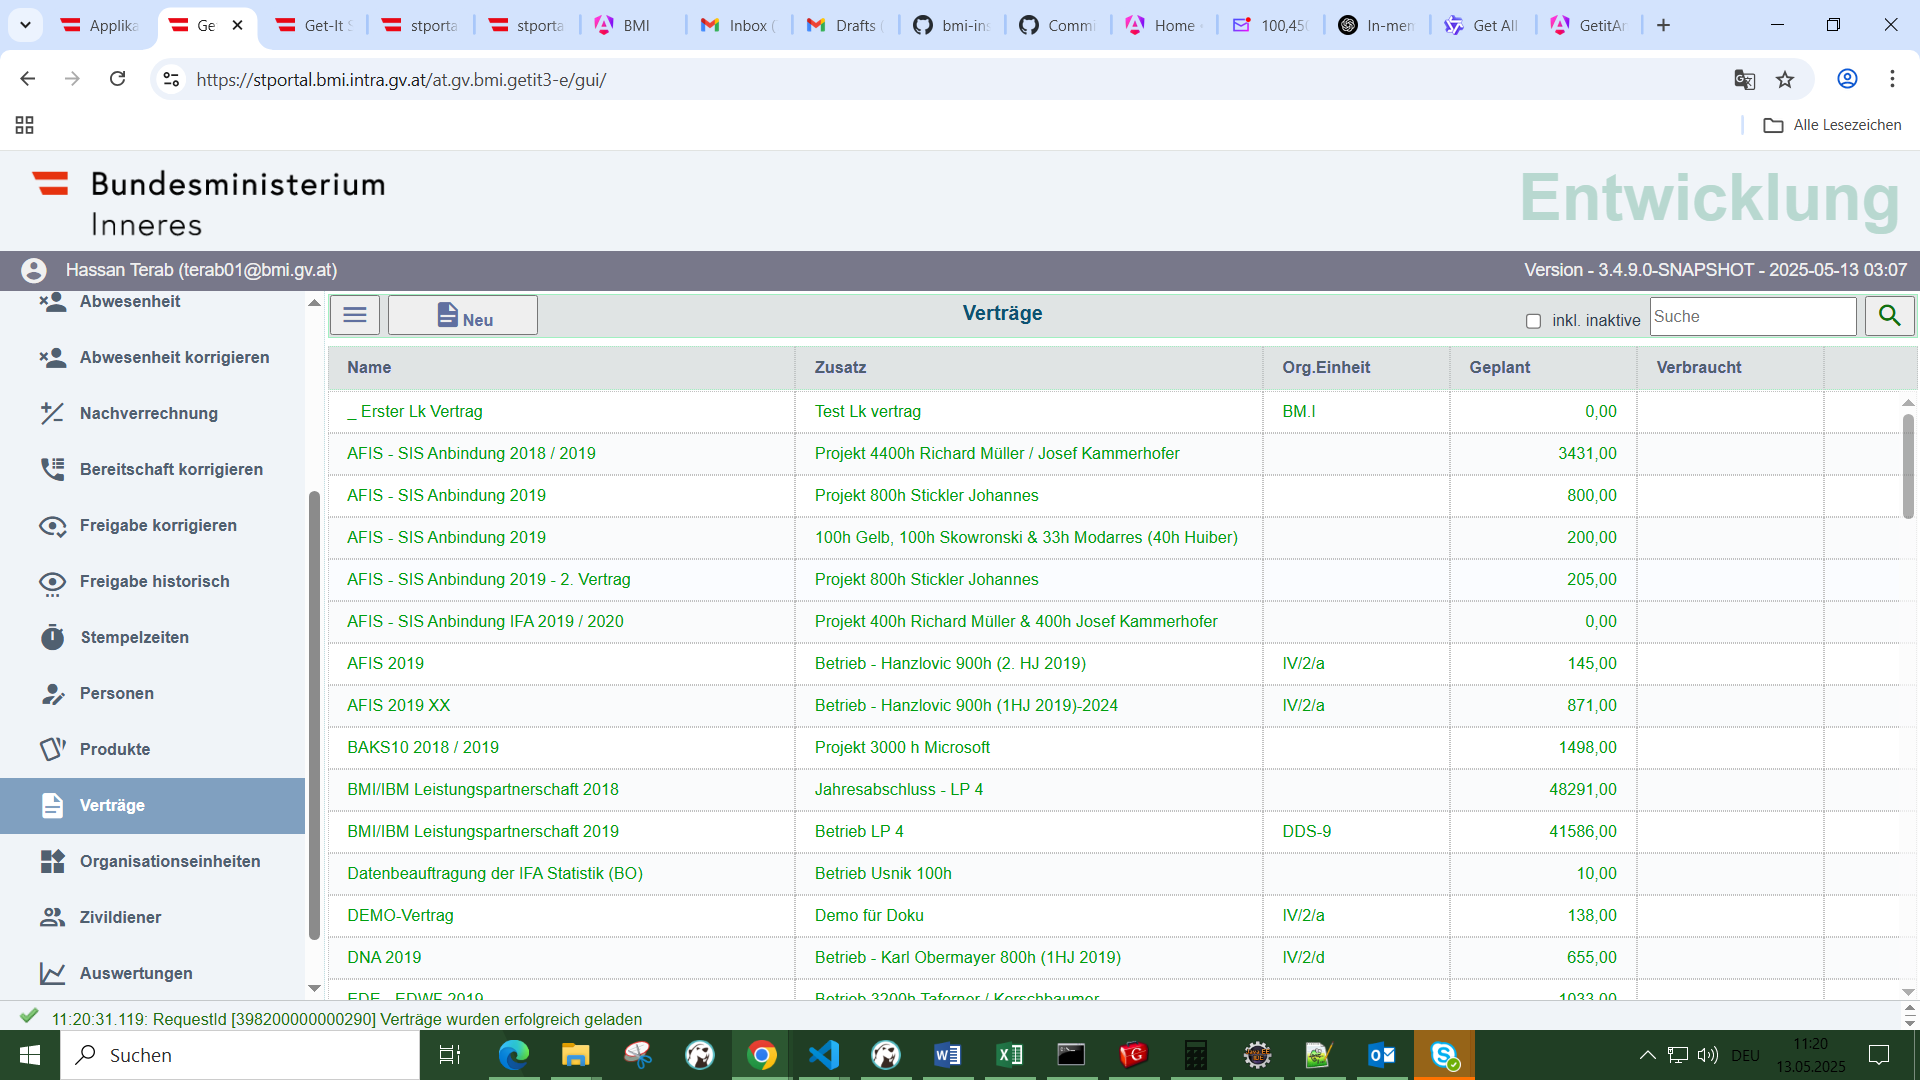 Applika
Ge
Get-It S
stporta
stporta
BMI
Inbox (
Drafts (
bmi-ins
Commi
Home
100,450
In-mem
Get All
GetitAn
https://stportal.bmi.intra.gv.at/at.gv.bmi.getit3-e/gui/
Alle Lesezeichen
Bundesministerium
Inneres
Entwicklung
Hassan Terab (terab01@bmi.gv.at)
Version - 3.4.9.0-SNAPSHOT - 2025-05-13 03:07
Abwesenheit
Abwesenheit korrigieren
Nachverrechnung
Bereitschaft korrigieren
Freigabe korrigieren
Freigabe historisch
Stempelzeiten
Personen
Produkte
Verträge
Organisationseinheiten
Zivildiener
Auswertungen
Neu
Verträge
inkl. inaktive
Suche
Name Zusatz Org.Einheit Geplant Verbraucht
_ Erster Lk Vertrag Test Lk vertrag BM.I 0,00
AFIS - SIS Anbindung 2018 / 2019 Projekt 4400h Richard Müller / Josef Kammerhofer 3431,00
AFIS - SIS Anbindung 2019 Projekt 800h Stickler Johannes 800,00
AFIS - SIS Anbindung 2019 100h Gelb, 100h Skowronski & 33h Modarres (40h Huiber) 200,00
AFIS - SIS Anbindung 2019 - 2. Vertrag Projekt 800h Stickler Johannes 205,00
AFIS - SIS Anbindung IFA 2019 / 2020 Projekt 400h Richard Müller & 400h Josef Kammerhofer 0,00
AFIS 2019 Betrieb - Hanzlovic 900h (2. HJ 2019) IV/2/a 145,00
AFIS 2019 XX Betrieb - Hanzlovic 900h (1HJ 2019)-2024 IV/2/a 871,00
BAKS10 2018 / 2019 Projekt 3000 h Microsoft 1498,00
BMI/IBM Leistungspartnerschaft 2018 Jahresabschluss - LP 4 48291,00
BMI/IBM Leistungspartnerschaft 2019 Betrieb LP 4 DDS-9 41586,00
Datenbeauftragung der IFA Statistik (BO) Betrieb Usnik 100h 10,00
DEMO-Vertrag Demo für Doku IV/2/a 138,00
DNA 2019 Betrieb - Karl Obermayer 800h (1HJ 2019) IV/2/d 655,00
EDE - EDWF 2019 Betrieb 3200h Taferner / Kerschbaumer 1033,00
11:20:31.119: RequestId [398200000000290] Verträge wurden erfolgreich geladen
Suchen
DEU
11:20
13.05.2025